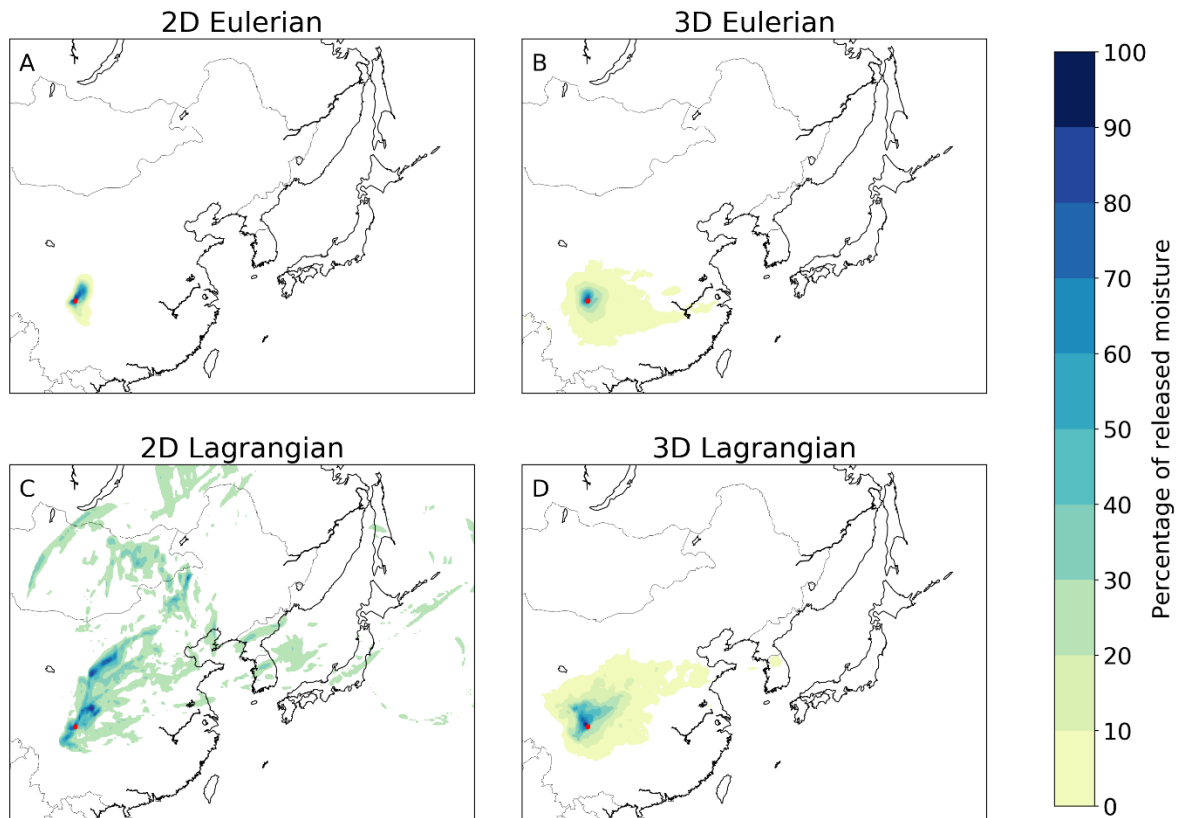 2D Eulerian
3D Eulerian
A
B
2D Lagrangian
3D Lagrangian
C
D
100
90
80
70
60
50
40
30
20
10
0
Percentage of released moisture